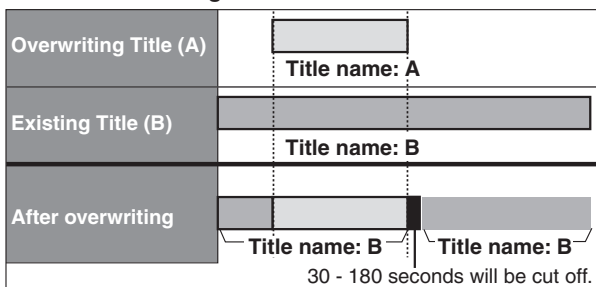 Overwriting Title (A)
Title name: A
Existing Title (B)
Title name: B
After overwriting
Title name: B Title name: B
30 - 180 seconds will be cut off.